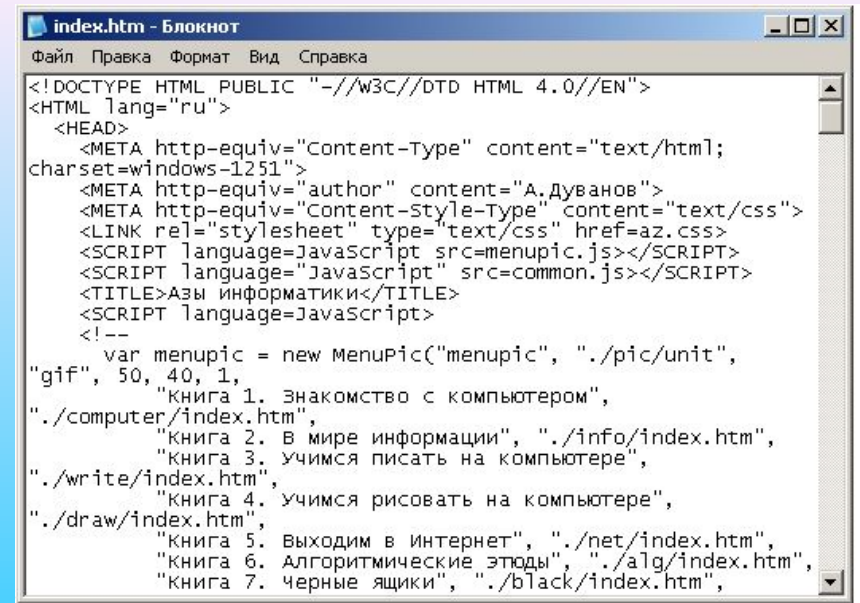 index.htm - Блокнот
Файл Правка Формат Вид Справка
<!DOCTYPE HTML PUBLIC "-//W3C//DTD HTML 4.0//EN">
<HTML lang="ru">
<HEAD>
<META http-equiv="Content-Type" content="text/html;
charset=windows-1251">
<META http-equiv="author" content="А.Дуванов">
<META http-equiv="Content-Style-Type" content="text/css">
<LINK rel="stylesheet" type="text/css" href=az.css>
<SCRIPT language=JavaScript src=menupic.js></SCRIPT>
<SCRIPT language="JavaScript" src=common.js></SCRIPT>
<TITLE>Азы информатики</TITLE>
<SCRIPT language=JavaScript>
<!--
var menupic = new MenuPic("menupic", "./pic/unit",
"gif", 50, 40, 1,
"Книга 1. Знакомство с компьютером",
"./computer/index.htm",
"Книга 2. В мире информации", "./info/index.htm",
"Книга 3. Учимся писать на компьютере",
"./write/index.htm",
"Книга 4. Учимся рисовать на компьютере",
"./draw/index.htm",
"Книга 5. Выходим в Интернет", "./net/index.htm",
"Книга 6. Алгоритмические этюды", "./alg/index.htm",
"Книга 7. Черные ящики", "./black/index.htm",